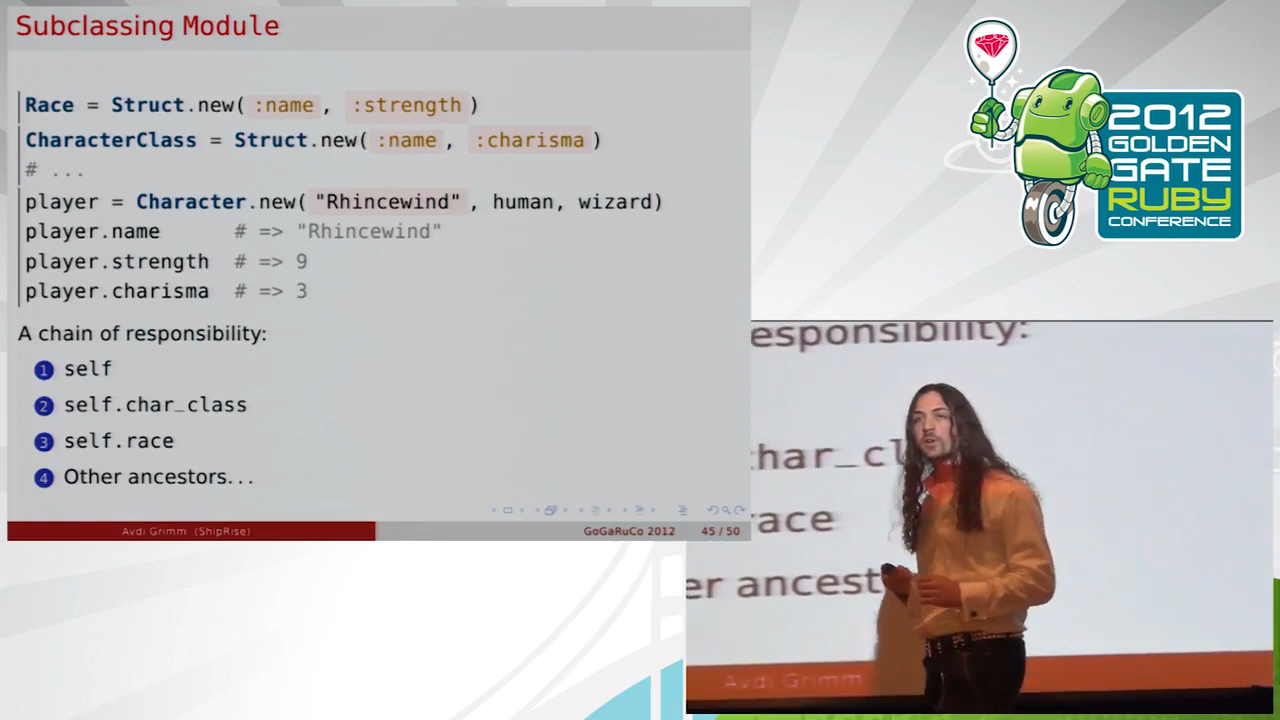 Subclassing Module
Race = Struct.new(:name, :strength)
CharacterClass = Struct.new(:name, :charisma)
# ...
player = Character.new("Rhincewind", human, wizard)
player.name # => "Rhincewind"
player.strength # => 9
player.charisma # => 3
A chain of responsibility:
1 self
2 self.char_class
3 self.race
4 Other ancestors...
Avdi Grimm (ShipRise) GoGaRuCo 2012 45 / 50
2012
GOLDEN
GATE
RUBY
CONFERENCE
esponsibility:
har_cl
race
er ancest
Avdi Grimm